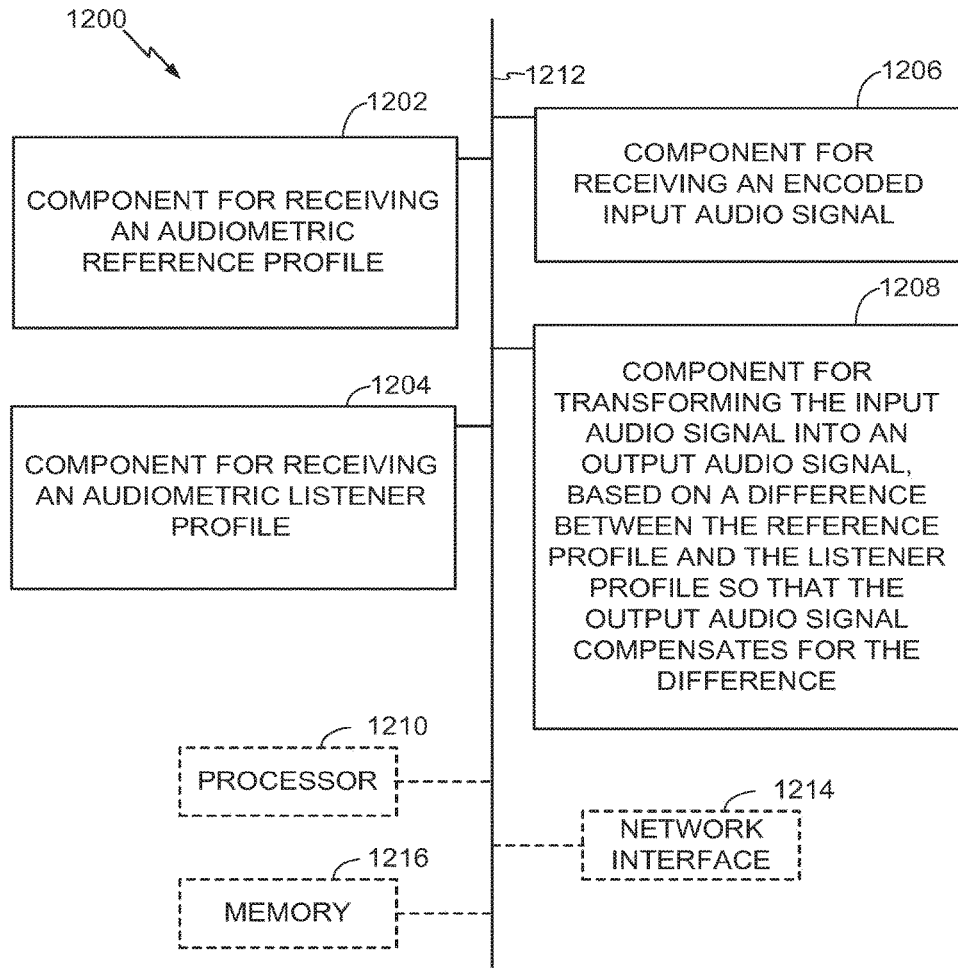 1200
1212
1206
1202
COMPONENT FOR
RECEIVING AN ENCODED
INPUT AUDIO SIGNAL
COMPONENT FOR RECEIVING
AN AUDIOMETRIC
REFERENCE PROFILE
1208
1204
COMPONENT FOR
TRANSFORMING THE INPUT
AUDIO SIGNAL INTO AN
OUTPUT AUDIO SIGNAL,
BASED ON A DIFFERENCE
BETWEEN THE REFERENCE
PROFILE AND THE LISTENER
PROFILE SO THAT THE
OUTPUT AUDIO SIGNAL
COMPENSATES FOR THE
DIFFERENCE
COMPONENT FOR RECEIVING
AN AUDIOMETRIC LISTENER
PROFILE
1210
PROCESSOR
1214
NETWORK
INTERFACE
1216
MEMORY